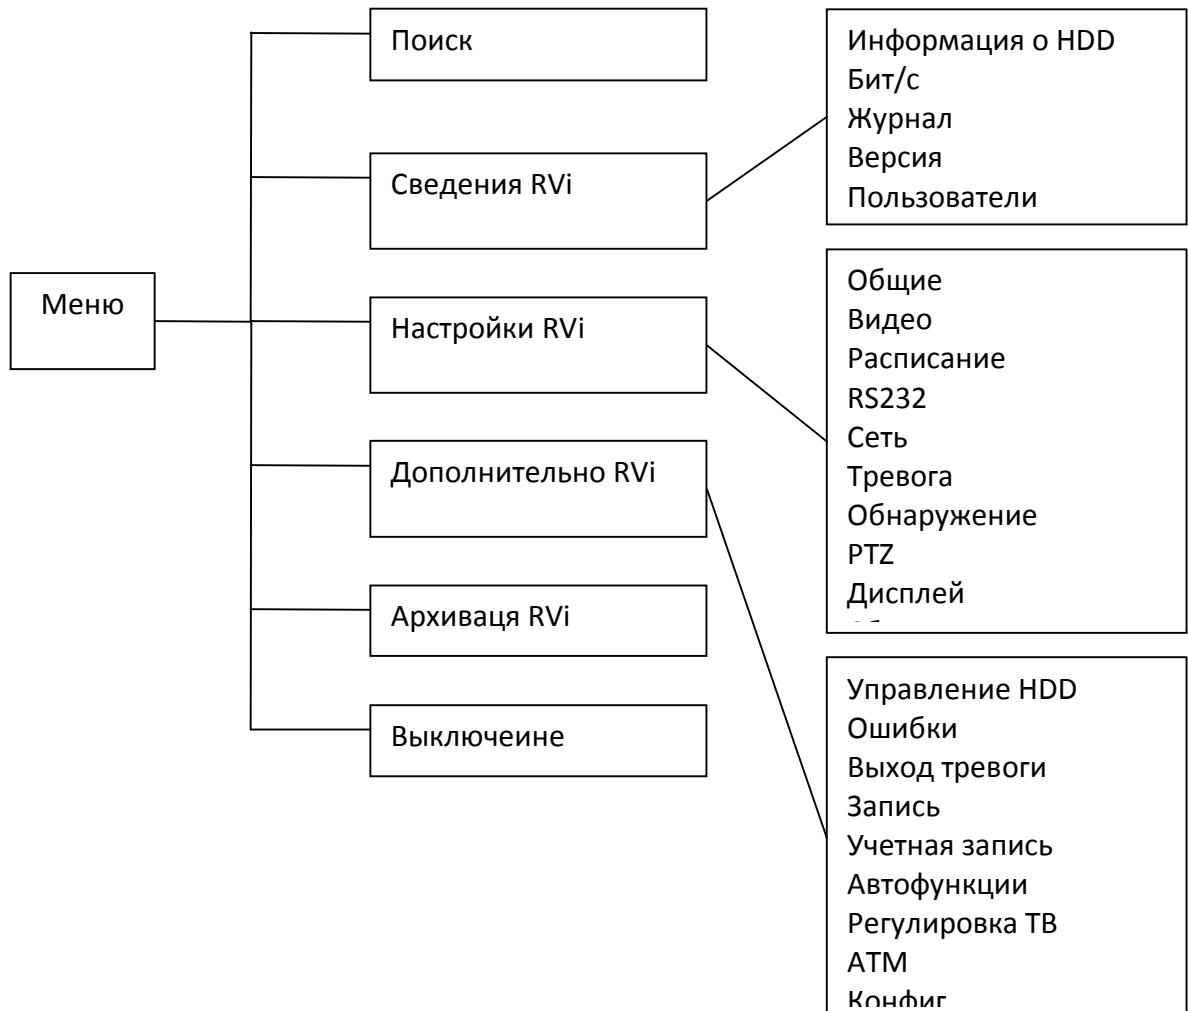 Меню
Поиск
Сведения RVi
Настройки RVi
Дополнительно RVi
Архиваця RVi
Выключеине
Информация о HDD
Бит/с
Журнал
Версия
Пользователи
Общие
Видео
Расписание
RS232
Сеть
Тревога
Обнаружение
PTZ
Дисплей
Управление HDD
Ошибки
Выход тревоги
Запись
Учетная запись
Автофункции
Регулировка ТВ
АТМ
Конфиг